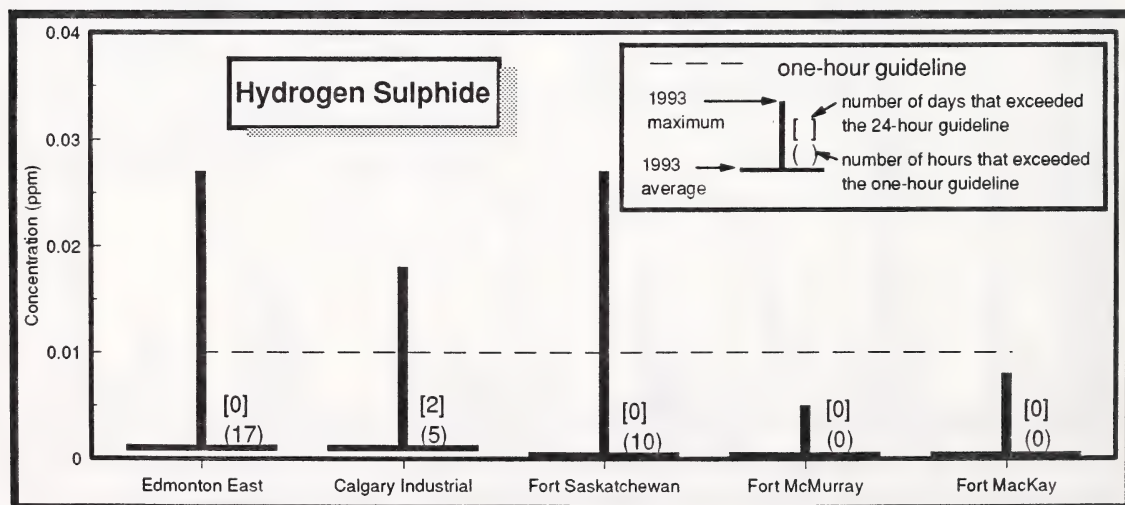 Hydrogen Sulphide
one-hour guideline
1993
maximum
[ ]
( )
number of days that exceeded
the 24-hour guideline
number of hours that exceeded
the one-hour guideline
1993
average
Concentration (ppm)
0.04
0.03
0.02
0.01
0
[0]
(17)
[2]
(5)
[0]
(10)
[0]
(0)
[0]
(0)
Edmonton East
Calgary Industrial
Fort Saskatchewan
Fort McMurray
Fort MacKay